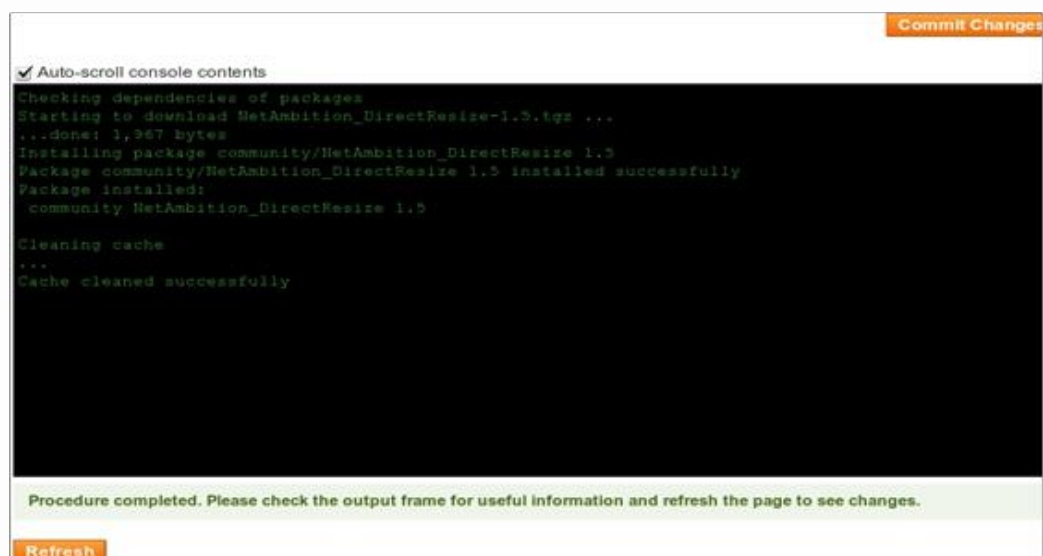 Commit Changes
Auto-scroll console contents
Checking dependencies of packages
Starting to download NetAmbition_DirectResize-1.5.tgz ...
...done: 1,967 bytes
Installing package community/NetAmbition_DirectResize 1.5
Package community/NetAmbition_DirectResize 1.5 installed successfully
Package installed:
community NetAmbition_DirectResize 1.5
Cleaning cache
...
Cache cleaned successfully
Procedure completed. Please check the output frame for useful information and refresh the page to see changes.
Refresh